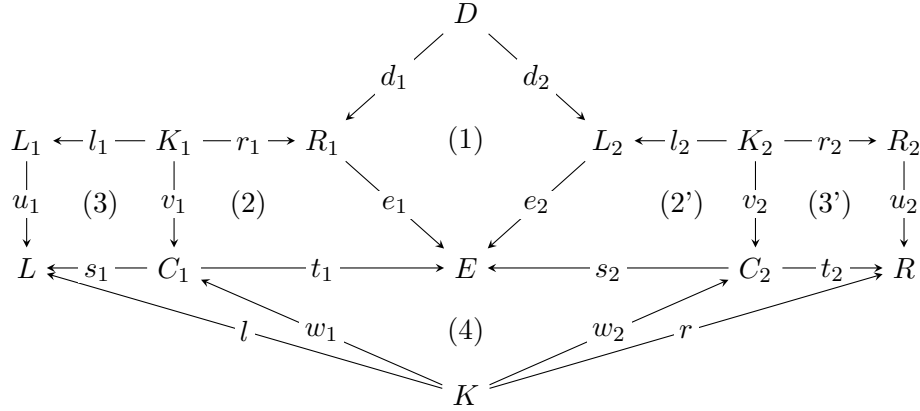 D
d₁ d₂
L₁ l₁ K₁ r₁ R₁ (1) L₂ l₂ K₂ r₂ R₂
u₁ (3) v₁ (2) e₁ e₂ (2') v₂ (3') u₂
L s₁ C₁ t₁ E s₂ C₂ t₂ R
l w₁ (4) w₂ r
K